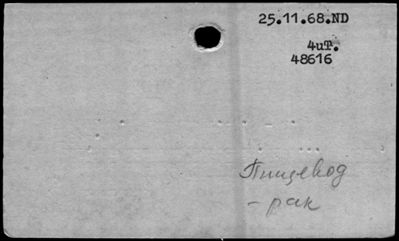 25.11.68.ND
4uT.
48616
Пищевод
- рак